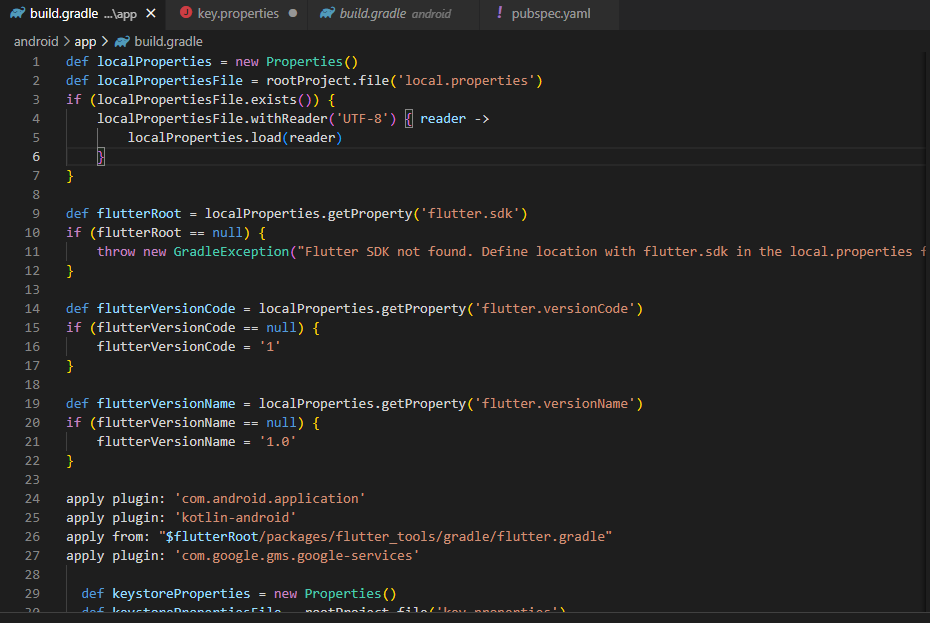 build.gradle ...\app
key.properties
build.gradle android
! pubspec.yaml
android > app > build.gradle
1 def localProperties = new Properties()
2 def localPropertiesFile = rootProject.file('local.properties')
3 if (localPropertiesFile.exists()) {
4 localPropertiesFile.withReader('UTF-8') { reader ->
5 localProperties.load(reader)
6 }
7 }
8
9 def flutterRoot = localProperties.getProperty('flutter.sdk')
10 if (flutterRoot == null) {
11 throw new GradleException("Flutter SDK not found. Define location with flutter.sdk in the local.properties f
12 }
13
14 def flutterVersionCode = localProperties.getProperty('flutter.versionCode')
15 if (flutterVersionCode == null) {
16 flutterVersionCode = '1'
17 }
18
19 def flutterVersionName = localProperties.getProperty('flutter.versionName')
20 if (flutterVersionName == null) {
21 flutterVersionName = '1.0'
22 }
23
24 apply plugin: 'com.android.application'
25 apply plugin: 'kotlin-android'
26 apply from: "$flutterRoot/packages/flutter_tools/gradle/flutter.gradle"
27 apply plugin: 'com.google.gms.google-services'
28
29 def keystoreProperties = new Properties()
30 def keystorePropertiesFile = rootProject.file('key.properties')